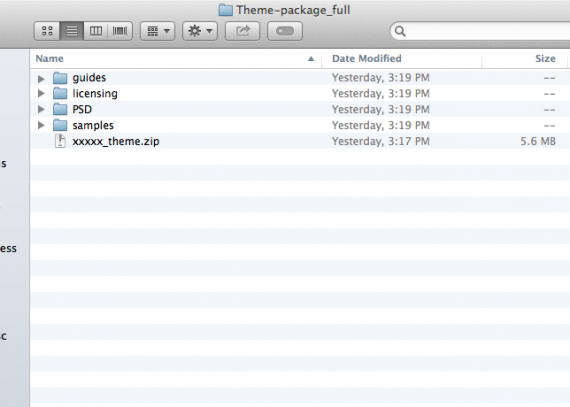 Theme-package_full
Name Date Modified Size
guides Yesterday, 3:19 PM --
licensing Yesterday, 3:19 PM --
PSD Yesterday, 3:19 PM --
samples Yesterday, 3:19 PM --
xxxxx_theme.zip Yesterday, 3:17 PM 5.6 MB
s
ess
c